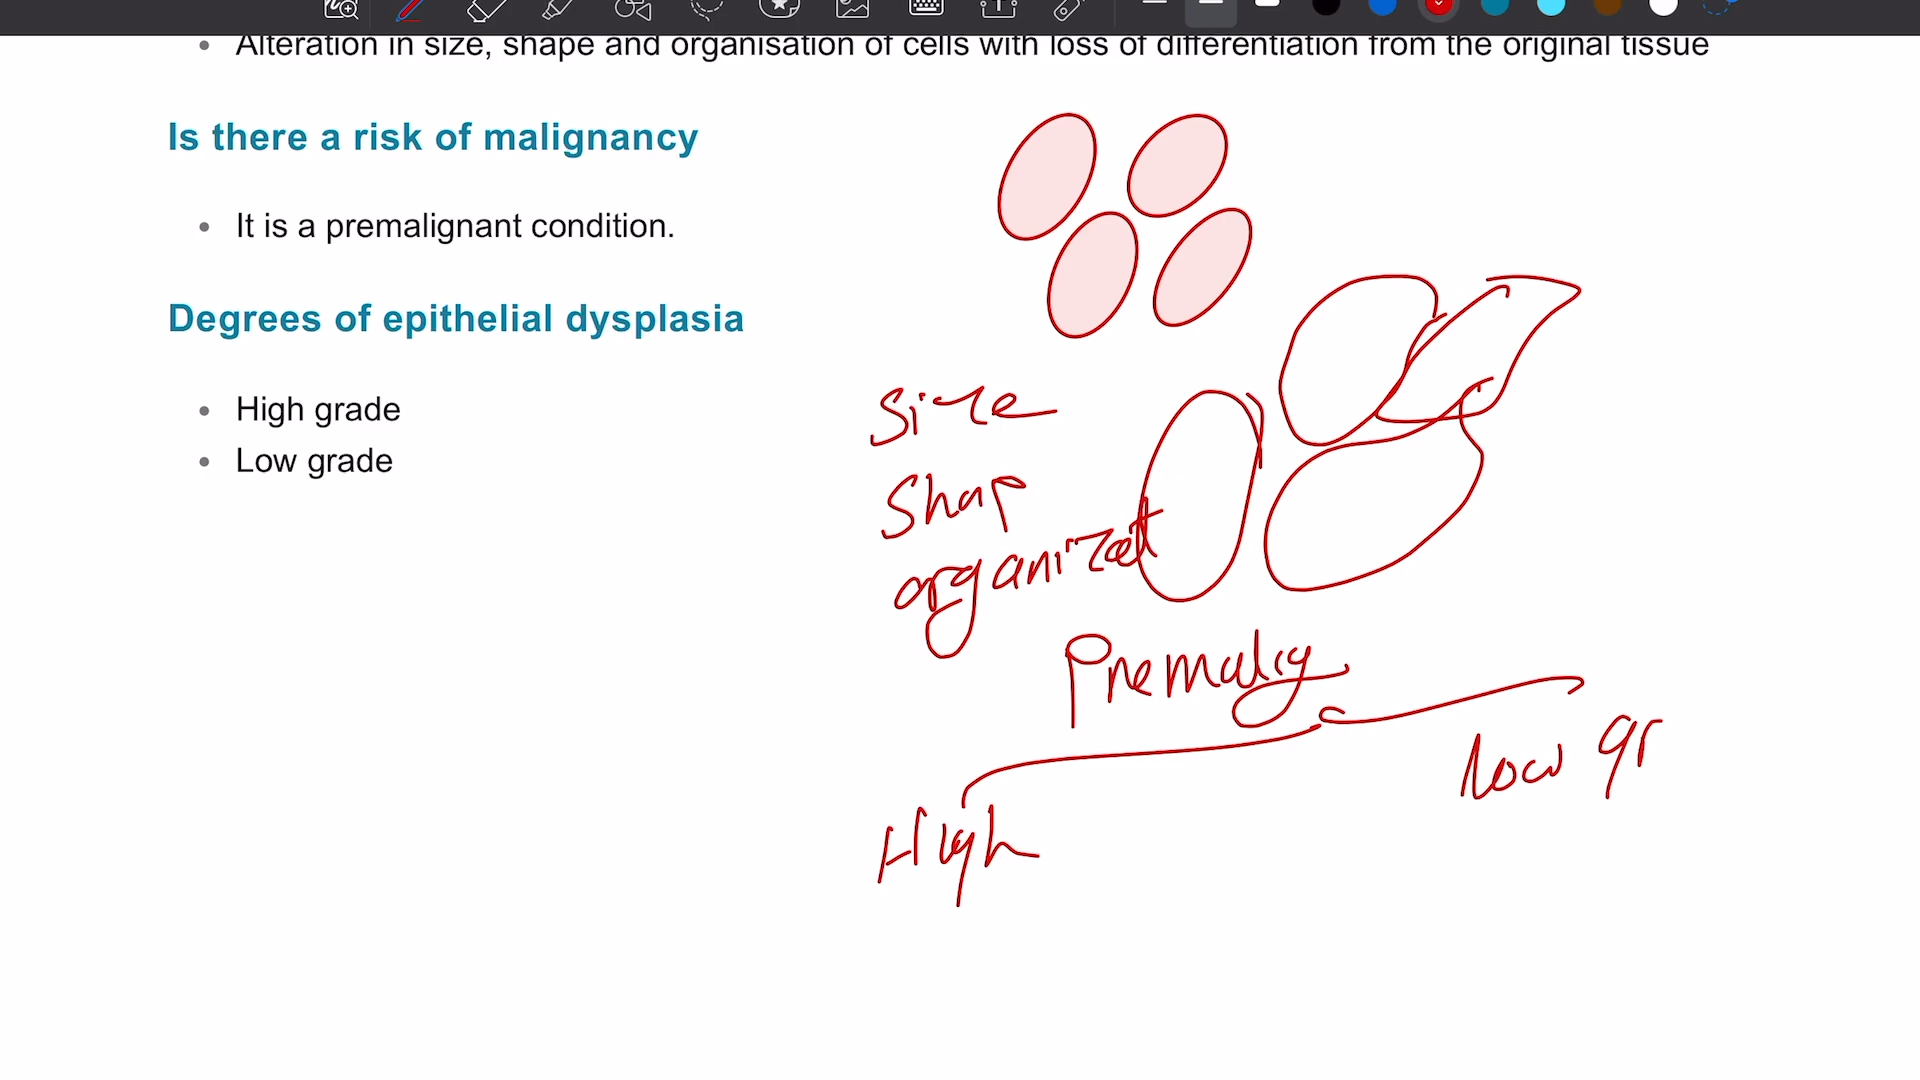 Alteration in size, shape and organisation of cells with loss of differentiation from the original tissue
Is there a risk of malignancy
It is a premalignant condition.
Degrees of epithelial dysplasia
High grade
Low grade
Size
Shap
organizat
Premalig
High
Low gr